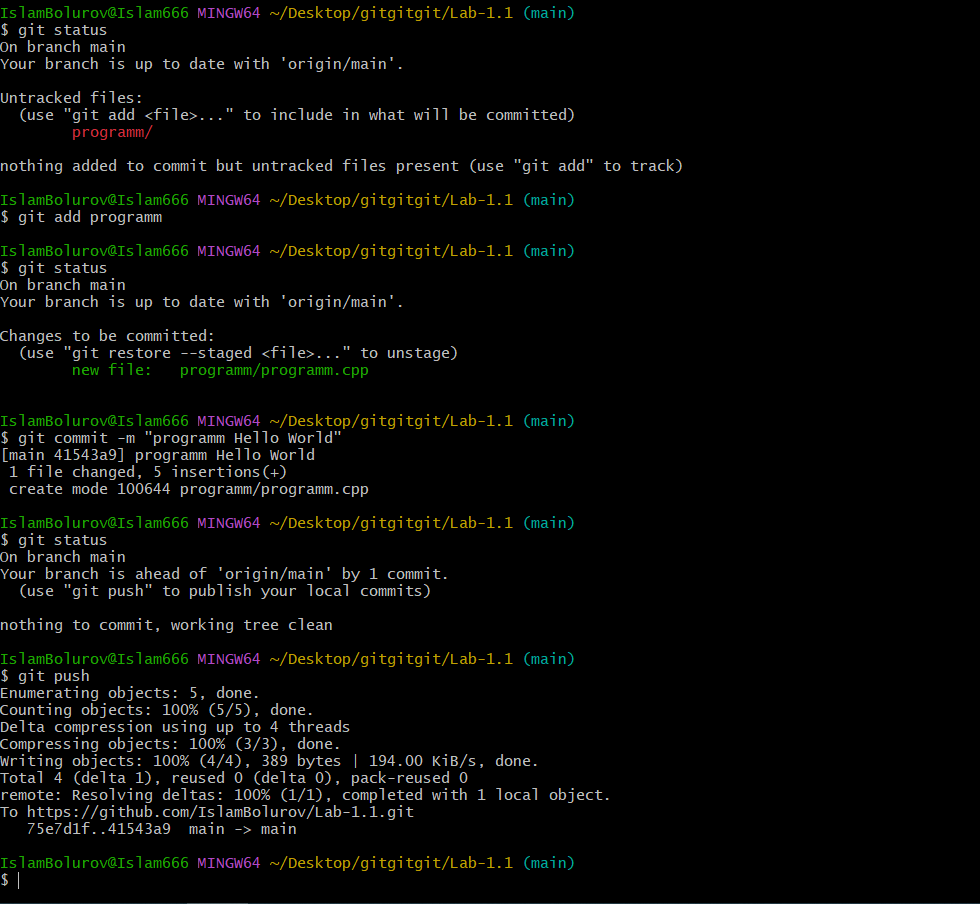 IslamBolurov@Islam666 MINGW64 ~/Desktop/gitgitgit/Lab-1.1 (main)
$ git status
On branch main
Your branch is up to date with 'origin/main'.

Untracked files:
  (use "git add <file>..." to include in what will be committed)
        programm/

nothing added to commit but untracked files present (use "git add" to track)

IslamBolurov@Islam666 MINGW64 ~/Desktop/gitgitgit/Lab-1.1 (main)
$ git add programm

IslamBolurov@Islam666 MINGW64 ~/Desktop/gitgitgit/Lab-1.1 (main)
$ git status
On branch main
Your branch is up to date with 'origin/main'.

Changes to be committed:
  (use "git restore --staged <file>..." to unstage)
        new file:   programm/programm.cpp


IslamBolurov@Islam666 MINGW64 ~/Desktop/gitgitgit/Lab-1.1 (main)
$ git commit -m "programm Hello World"
[main 41543a9] programm Hello World
 1 file changed, 5 insertions(+)
 create mode 100644 programm/programm.cpp

IslamBolurov@Islam666 MINGW64 ~/Desktop/gitgitgit/Lab-1.1 (main)
$ git status
On branch main
Your branch is ahead of 'origin/main' by 1 commit.
  (use "git push" to publish your local commits)

nothing to commit, working tree clean

IslamBolurov@Islam666 MINGW64 ~/Desktop/gitgitgit/Lab-1.1 (main)
$ git push
Enumerating objects: 5, done.
Counting objects: 100% (5/5), done.
Delta compression using up to 4 threads
Compressing objects: 100% (3/3), done.
Writing objects: 100% (4/4), 389 bytes | 194.00 KiB/s, done.
Total 4 (delta 1), reused 0 (delta 0), pack-reused 0
remote: Resolving deltas: 100% (1/1), completed with 1 local object.
To https://github.com/IslamBolurov/Lab-1.1.git
   75e7d1f..41543a9  main -> main

IslamBolurov@Islam666 MINGW64 ~/Desktop/gitgitgit/Lab-1.1 (main)
$